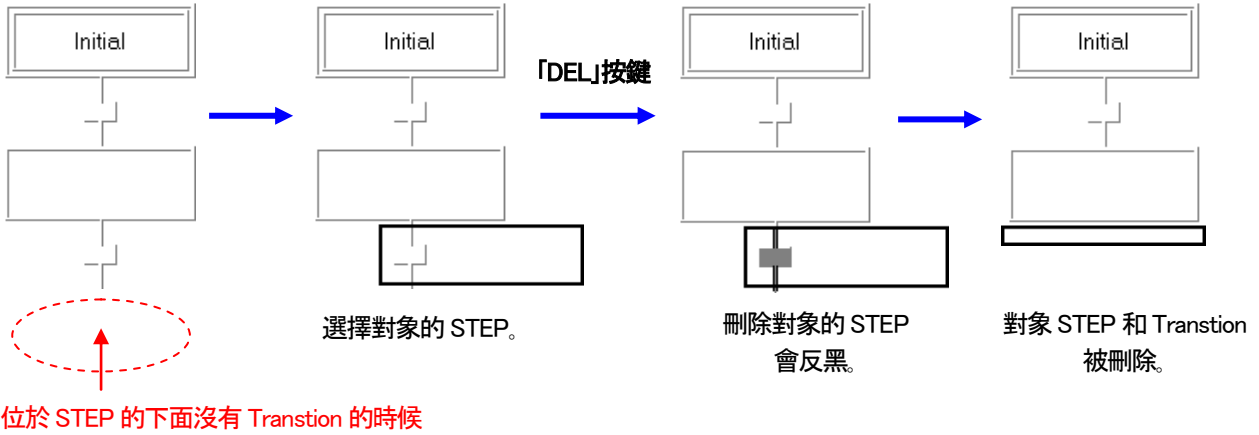 Initial
Initial
Initial
Initial
「DEL」按鍵
選擇對象的 STEP。
刪除對象的 STEP
會反黑。
對象 STEP 和 Transtion
被刪除。
位於 STEP 的下面沒有 Transtion 的時候